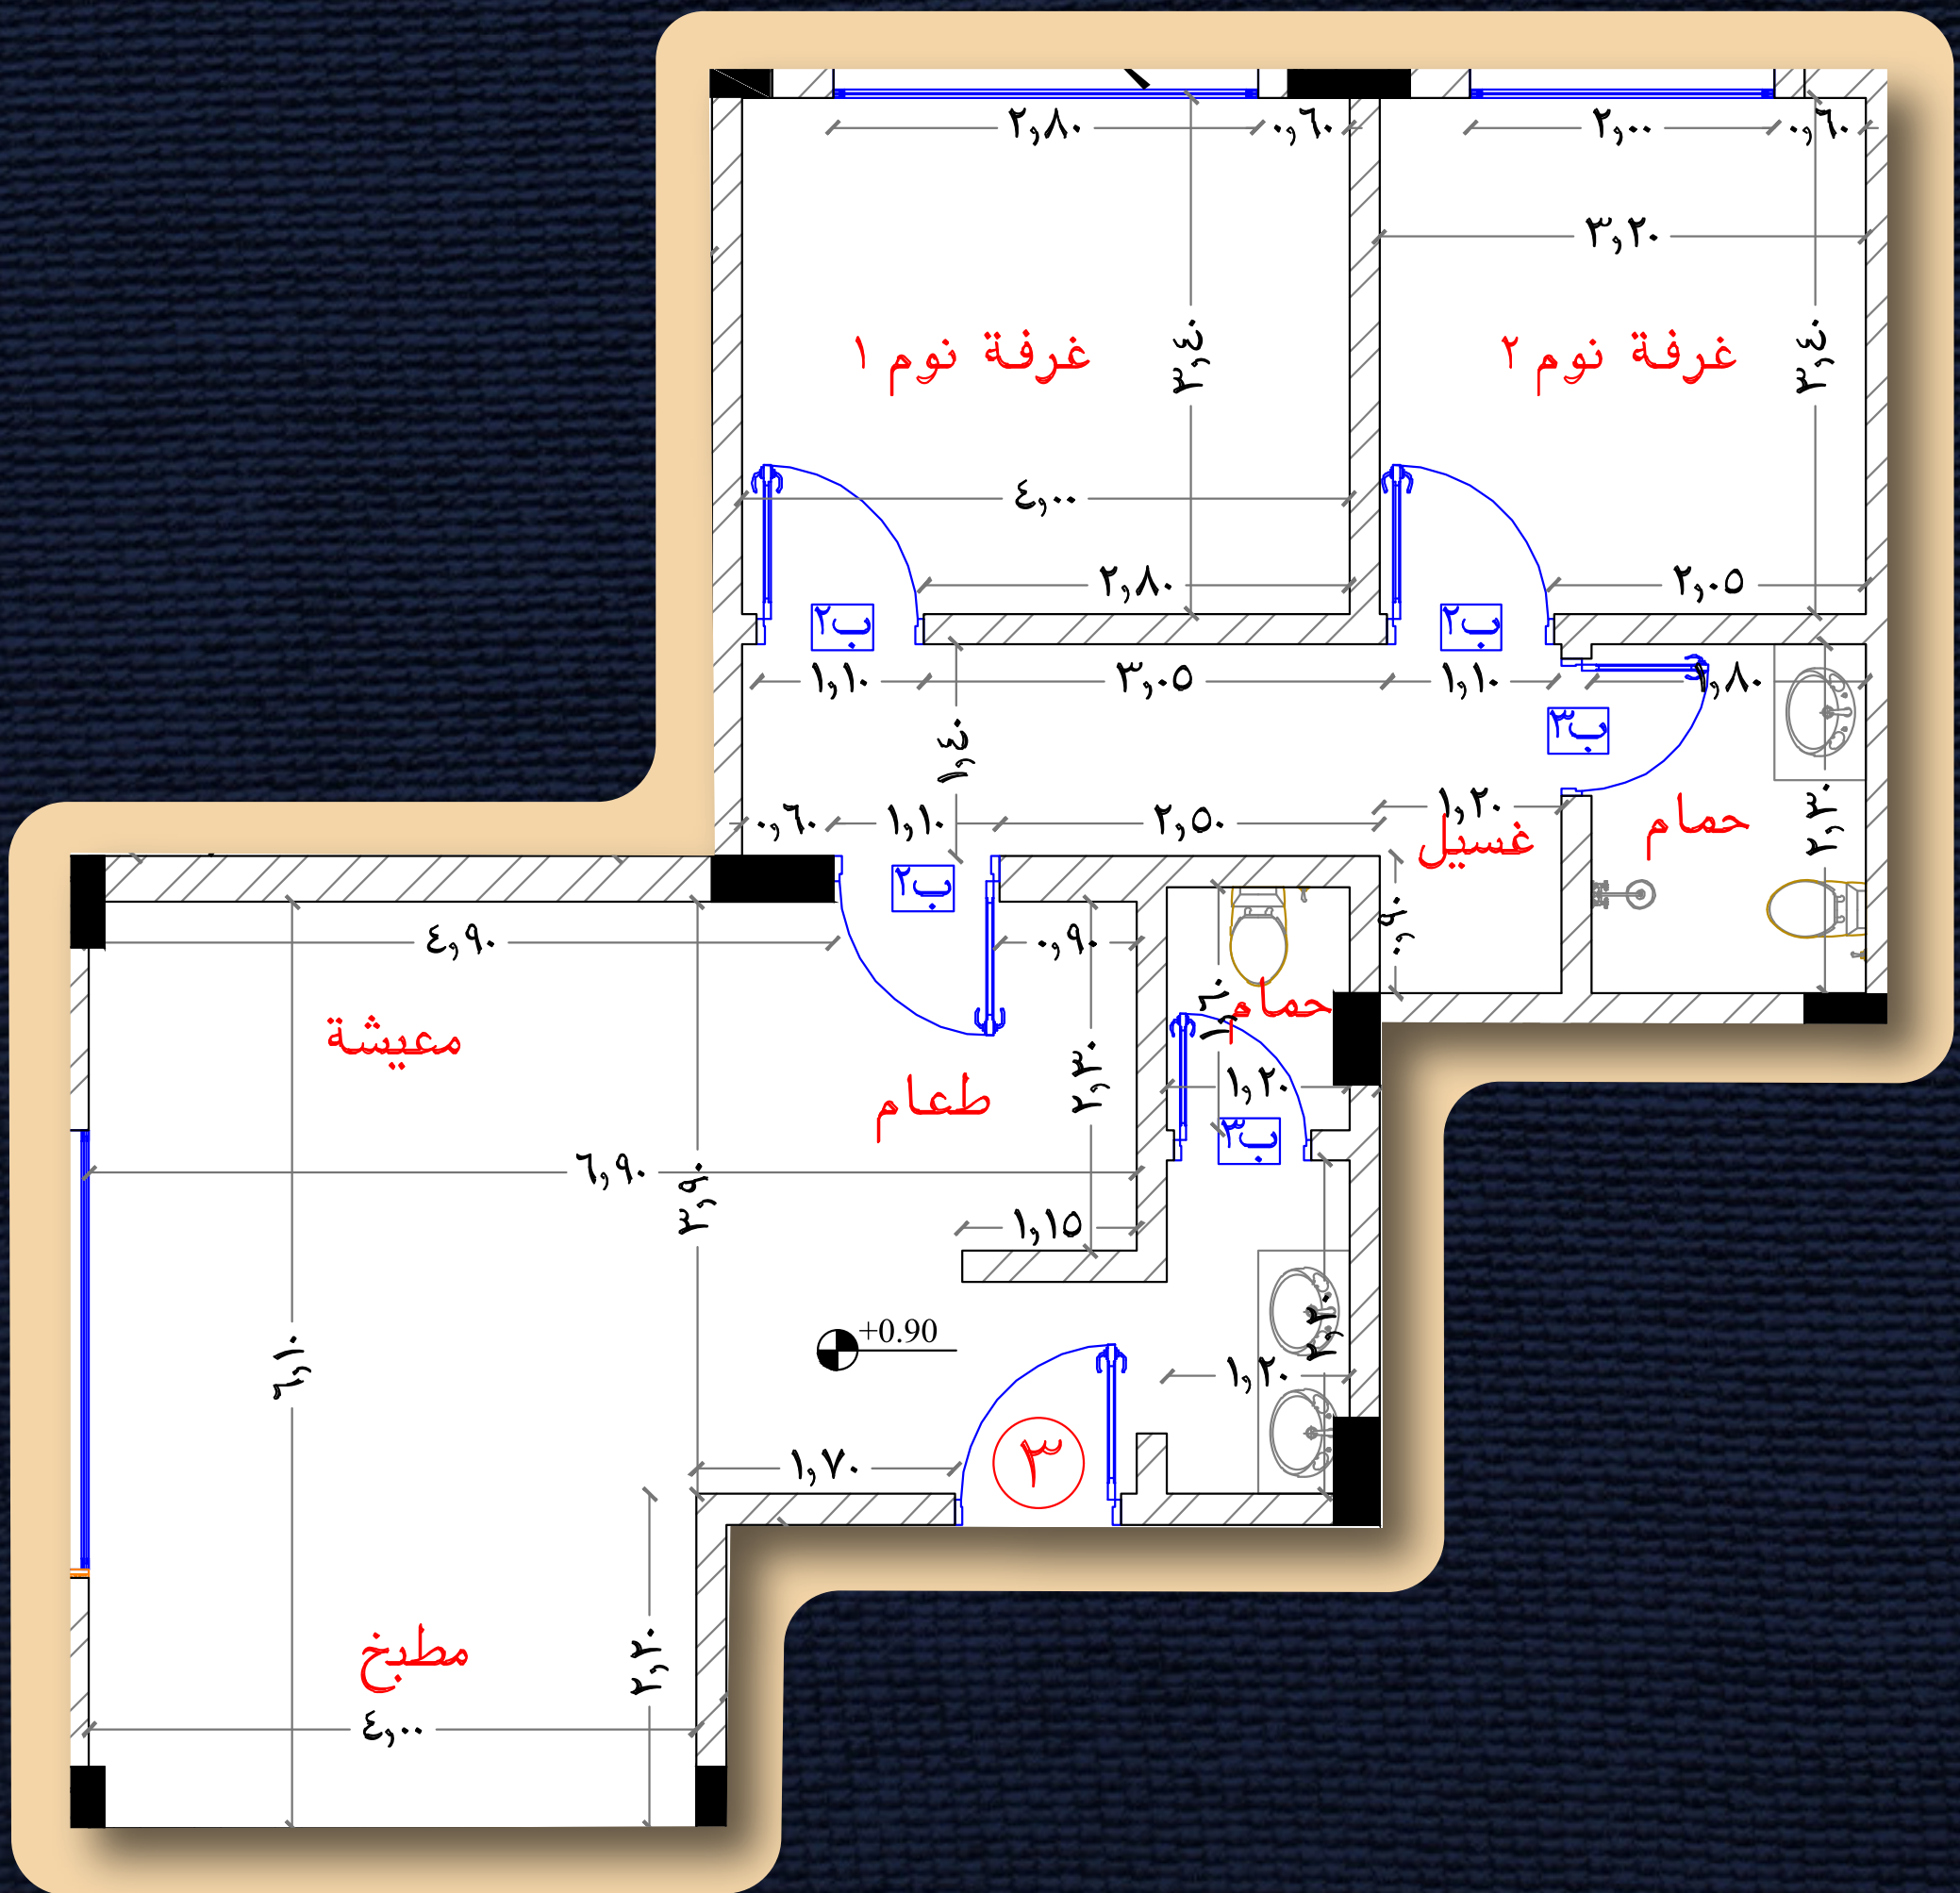 ٢,٨٠
٠,٦٠
٢,٠٠
٠,٦٠
٣,٢٠
غرفة نوم ١
٣,٤٠
غرفة نوم ٢
٣,٤٠
٤,٠٠
٢,٨٠
٢,٠٥
ب٢
ب٢
١,١٠
٣,٠٥
١,١٠
١,٨٠
ب٣
١,٤٠
٠,٦٠
١,١٠
٢,٥٠
١,٢٠
غسيل
حمام
٢,٣٠
ب٢
٤,٩٠
٠,٩٠
٠,٩٠
معيشة
طعام
٢,٣٠
حمام
١,٦٠
١,٢٠
ب٣
٦,٩٠
٣,٩٠
١,١٥
+0.90
٦,١٠
٢,٢٠
١,٢٠
١,٧٠
٣
مطبخ
٢,٢٠
٤,٠٠